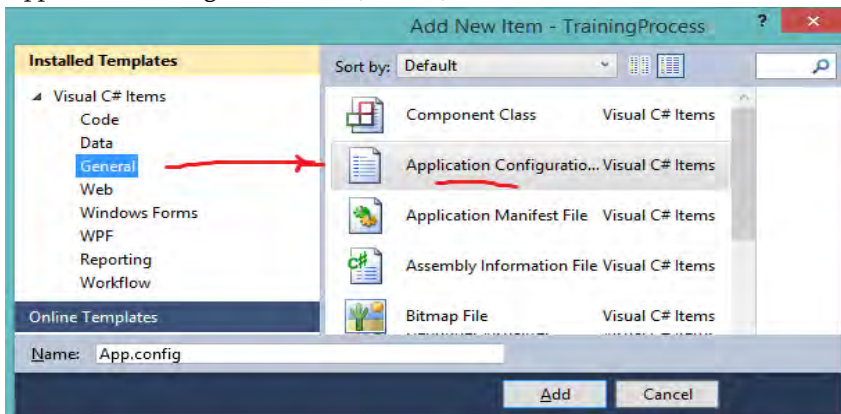 Add New Item - TrainingProcess ?
Installed Templates
Sort by: Default
Visual C# Items
Code
Data
General
Web
Windows Forms
WPF
Reporting
Workflow
Online Templates
Component Class Visual C# Items
Application Configuratio... Visual C# Items
Application Manifest File Visual C# Items
Assembly Information File Visual C# Items
Bitmap File Visual C# Items
Name: App.config
Add Cancel